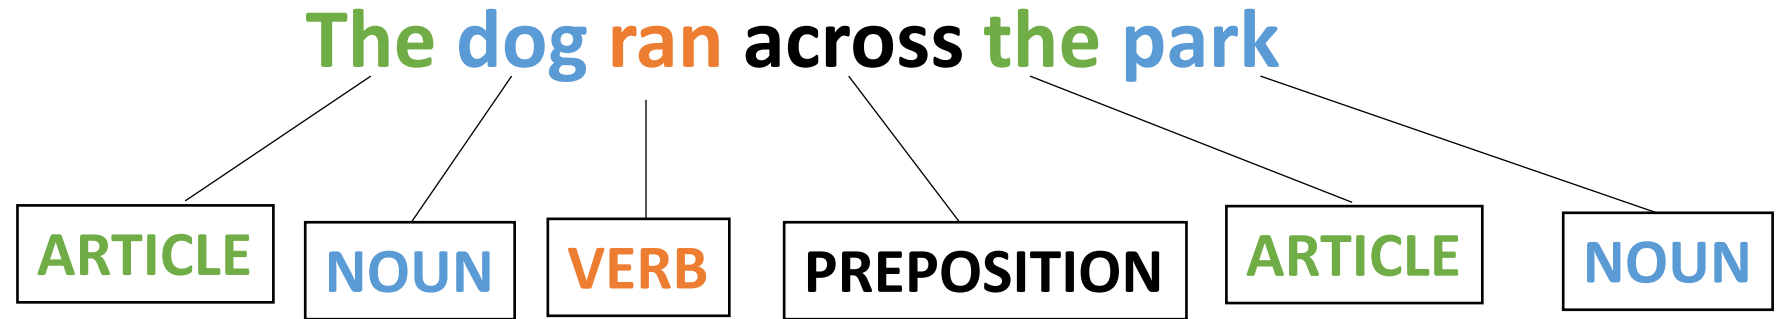 The dog ran across the park
ARTICLE NOUN VERB PREPOSITION ARTICLE NOUN